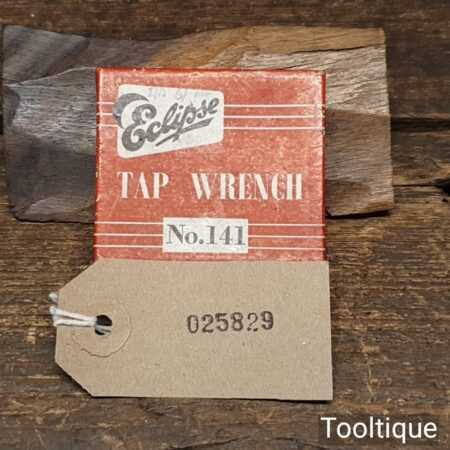 Eclipse
TAP WRENCH
No.141
025829
Tooltique